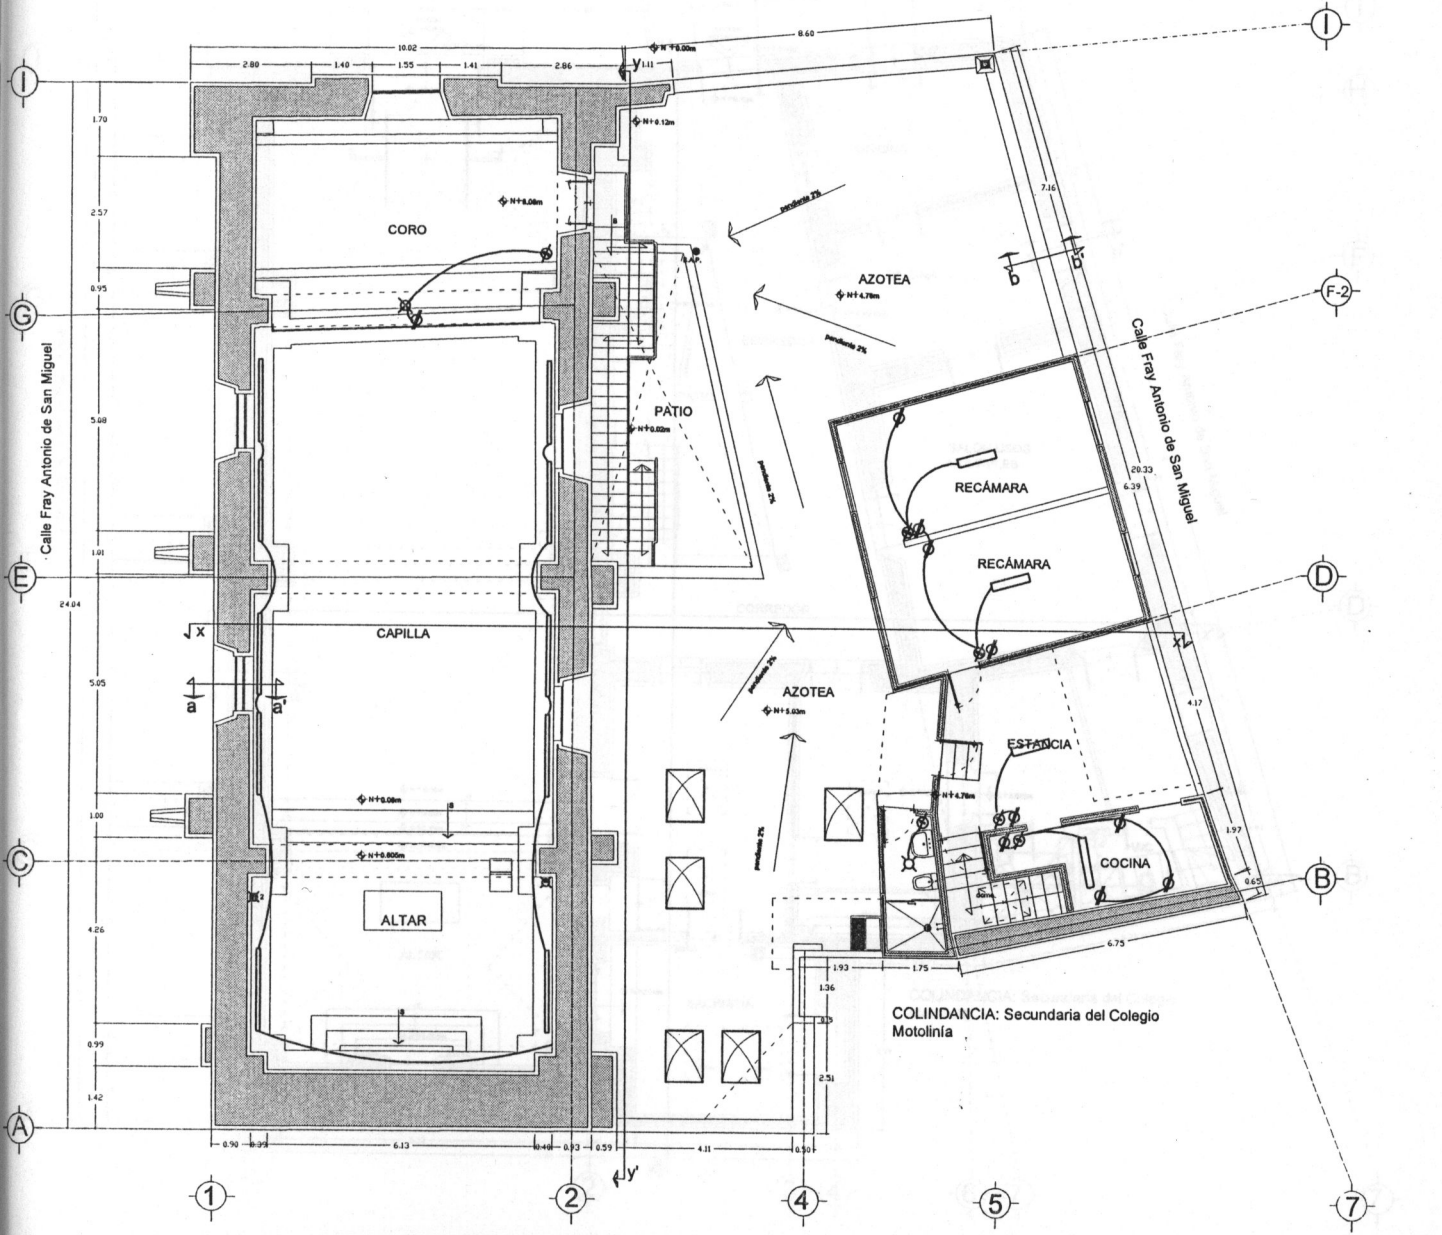 I
8.60
N+0.00m
10.02
2.80
1.40
1.55
1.41
2.86
y
1.11
I
1.70
N+0.12m
pendiente 2%
7.16
2.57
N+6.06m
CORO
AZOTEA
N+4.76m
b
b'
B.A.P.
0.95
G
F-2
pendiente 2%
Calle Fray Antonio de San Miguel
Calle Fray Antonio de San Miguel
5.08
PATIO
N+0.02m
pendiente 2%
20.33
6.39
RECÁMARA
1.01
RECÁMARA
E
D
24.04
x
CAPILLA
x'
5.05
a
a'
pendiente 2%
AZOTEA
N+5.03m
4.17
ESTANCIA
N+4.76m
N+0.06m
s
1.00
pendiente 2%
1.97
C
N+0.605m
COCINA
B
0.65
2
ALTAR
4.26
6.75
1.93
1.75
1.36
COLINDANCIA: Secundaria del Colegio
Motolinía
0.99
2.51
1.42
A
0.90
0.39
6.13
0.40
0.93
0.59
4.11
0.50
y'
1
2
4
5
7